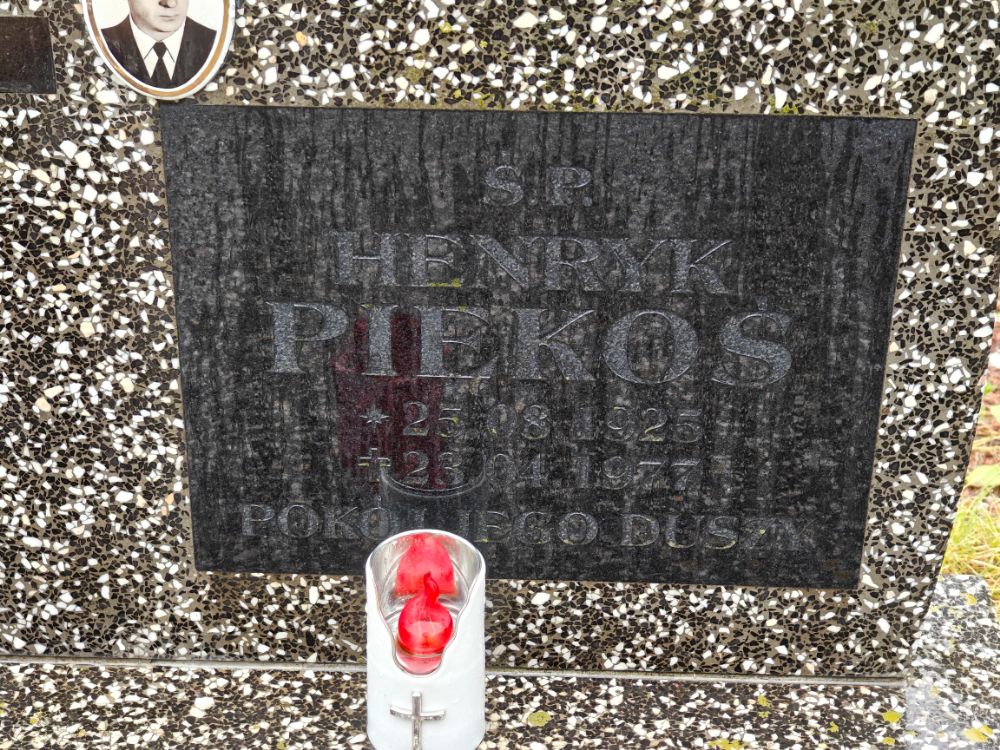 Ś.P.
HENRYK
PIEKOŚ
* 25 08 1925
† 23 04 1977
POKÓJ JEGO DUSZY